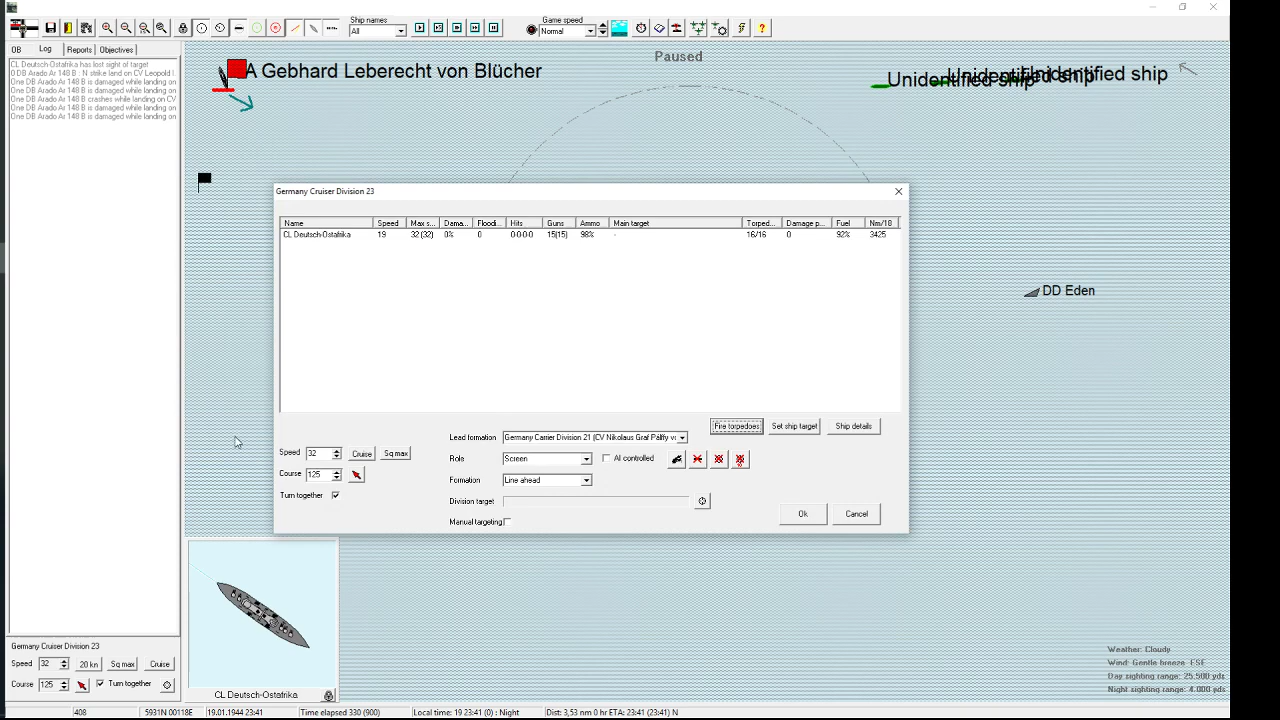 Ship names
All
Game speed
Normal
OB Log Reports Objectives
CL Deutsch-Ostafrika has lost sight of target
0 DB Arado Ar 148 B : N strike land on CV Leopold I.
One DB Arado Ar 148 B is damaged while landing on
One DB Arado Ar 148 B is damaged while landing on
One DB Arado Ar 148 B crashes while landing on CV
One DB Arado Ar 148 B is damaged while landing on
One DB Arado Ar 148 B is damaged while landing on
Paused
A Gebhard Leberecht von Blücher
Unidentified ship
Unidentified ship
Unidentified ship
DD Eden
Germany Cruiser Division 23
Name Speed Max s... Dama... Floodi... Hits Guns Ammo Main target Torped... Damage p... Fuel Nm/18
CL Deutsch-Ostafrika 19 32 (32) 0% 0 0-0-0-0 15(15) 98% - 16/16 0 92% 3425
Fire torpedoes Set ship target Ship details
Lead formation Germany Carrier Division 21 (CV Nikolaus Graf Pálffy vo
Speed 32 Cruise Sq max
Role Screen AI controlled
Course 125
Formation Line ahead
Turn together
Division target
Manual targeting
Ok Cancel
Germany Cruiser Division 23
Speed 32 20 kn Sq max Cruise
Course 125 Turn together
CL Deutsch-Ostafrika
Weather: Cloudy
Wind: Gentle breeze ESE
Day sighting range: 25.500 yds
Night sighting range: 4.000 yds
408 5931N 00118E 19.01.1944 23:41 Time elapsed 330 (900) Local time: 19 23:41 (0) : Night Dist: 3,53 nm 0 hr ETA: 23:41 (23:41) N